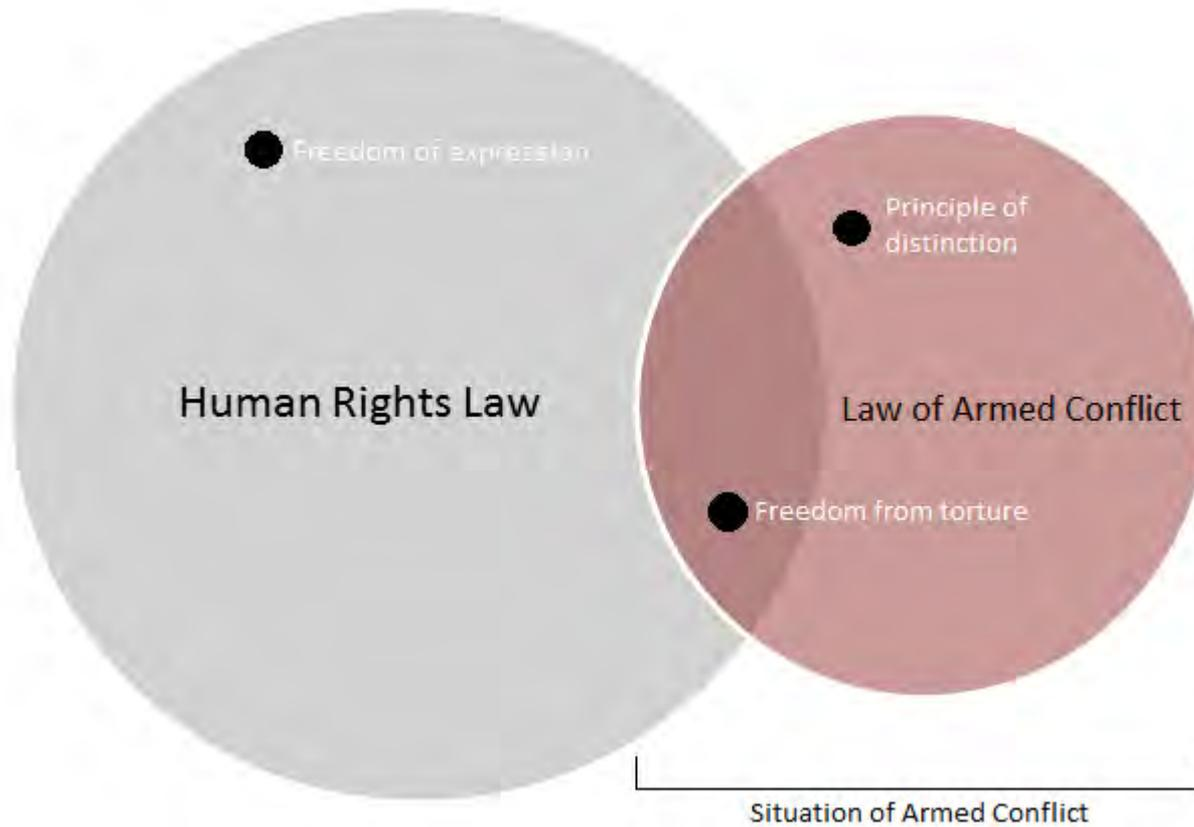 Freedom of expression
Principle of
distinction
Human Rights Law
Law of Armed Conflict
Freedom from torture
Situation of Armed Conflict